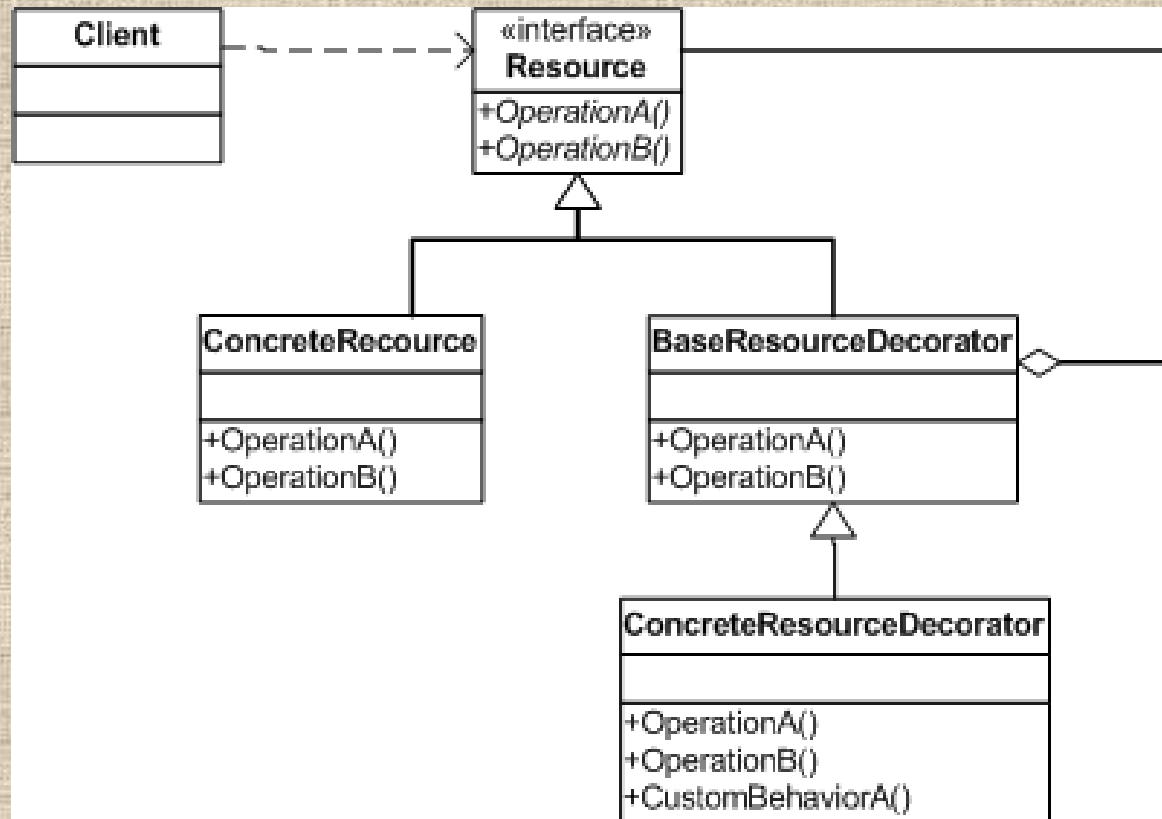 Client
«interface»
Resource
+OperationA()
+OperationB()
ConcreteRecource
+OperationA()
+OperationB()
BaseResourceDecorator
+OperationA()
+OperationB()
ConcreteResourceDecorator
+OperationA()
+OperationB()
+CustomBehaviorA()